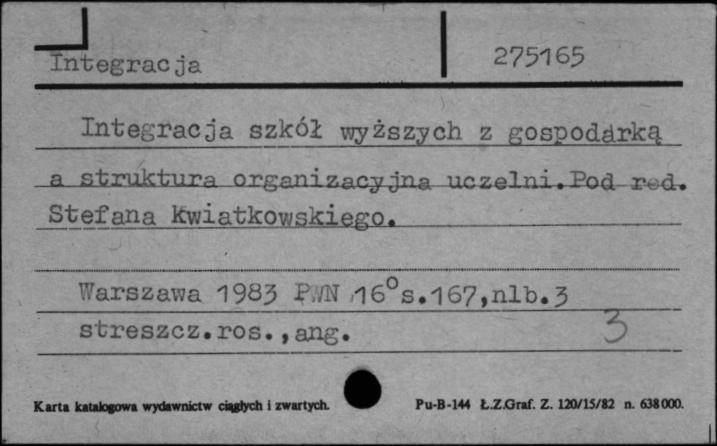 Integracja 275165
Integracja szkół wyższych z gospodarką
a struktura organizacyjna uczelni.Pod red.
Stefana Kwiatkowskiego.
Warszawa 1983 PWN 16°s.167,nlb.3
streszcz.ros.,ang. 3
Karta katalogowa wydawnictw ciągłych i zwartych. Pu-B-144 Ł.Z.Graf. Z. 120/15/82 n. 638000.